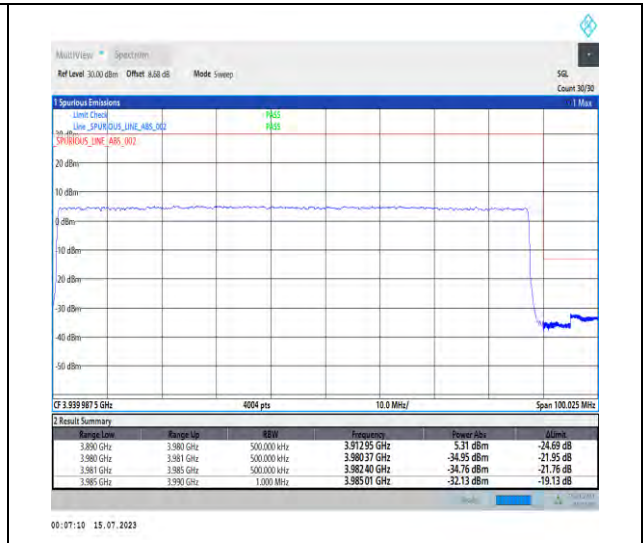 MultiView Spectrum
Ref Level 30.00 dBm Offset 8.68 dB Mode Sweep SGL
Count 30/30
1 Spurious Emissions 1 Max
Limit Check PASS
Line _SPURIOUS_LINE_ABS_002 PASS
_SPURIOUS_LINE_ABS_002
20 dBm
10 dBm
0 dBm
-10 dBm
-20 dBm
-30 dBm
-40 dBm
-50 dBm
CF 3.939 987 5 GHz 4004 pts 10.0 MHz/ Span 100.025 MHz
2 Result Summary
Range Low Range Up RBW Frequency Power Abs ΔLimit
3.890 GHz 3.980 GHz 500.000 kHz 3.912 95 GHz 5.31 dBm -24.69 dB
3.980 GHz 3.981 GHz 500.000 kHz 3.980 37 GHz -34.95 dBm -21.95 dB
3.981 GHz 3.985 GHz 500.000 kHz 3.982 40 GHz -34.76 dBm -21.76 dB
3.985 GHz 3.990 GHz 1.000 MHz 3.985 01 GHz -32.13 dBm -19.13 dB
Ready
00:07:10 15.07.2023